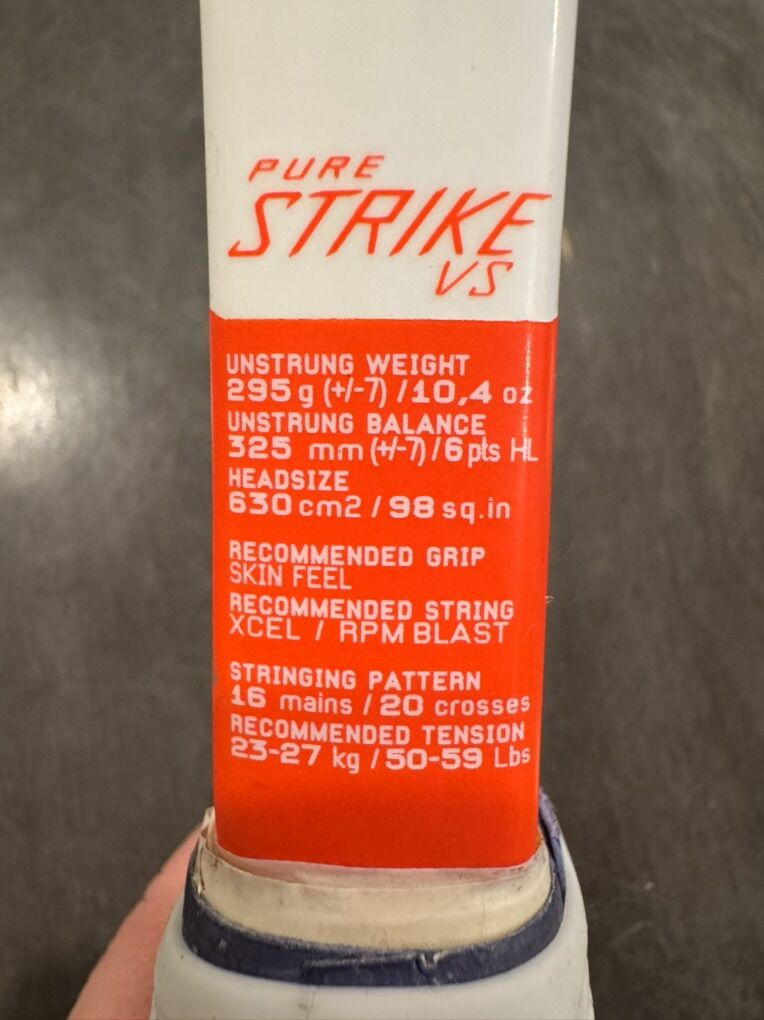 PURE
STRIKE
VS
UNSTRUNG WEIGHT
295 g (+/-7) / 10,4 oz
UNSTRUNG BALANCE
325 mm (+/-7) / 6 pts HL
HEADSIZE
630 cm2 / 98 sq.in
RECOMMENDED GRIP
SKIN FEEL
RECOMMENDED STRING
XCEL / RPM BLAST
STRINGING PATTERN
16 mains / 20 crosses
RECOMMENDED TENSION
23-27 kg / 50-59 Lbs